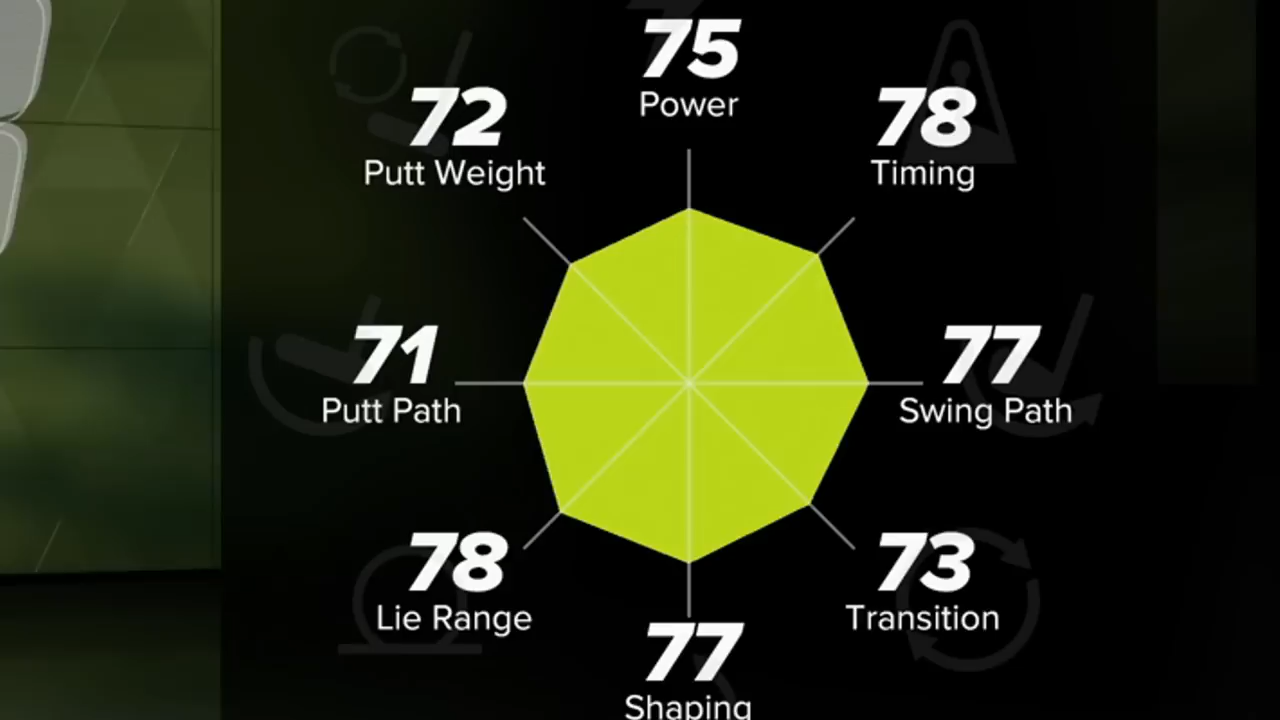 75
Power
72
Putt Weight
78
Timing
71
Putt Path
77
Swing Path
78
Lie Range
73
Transition
77
Shaping